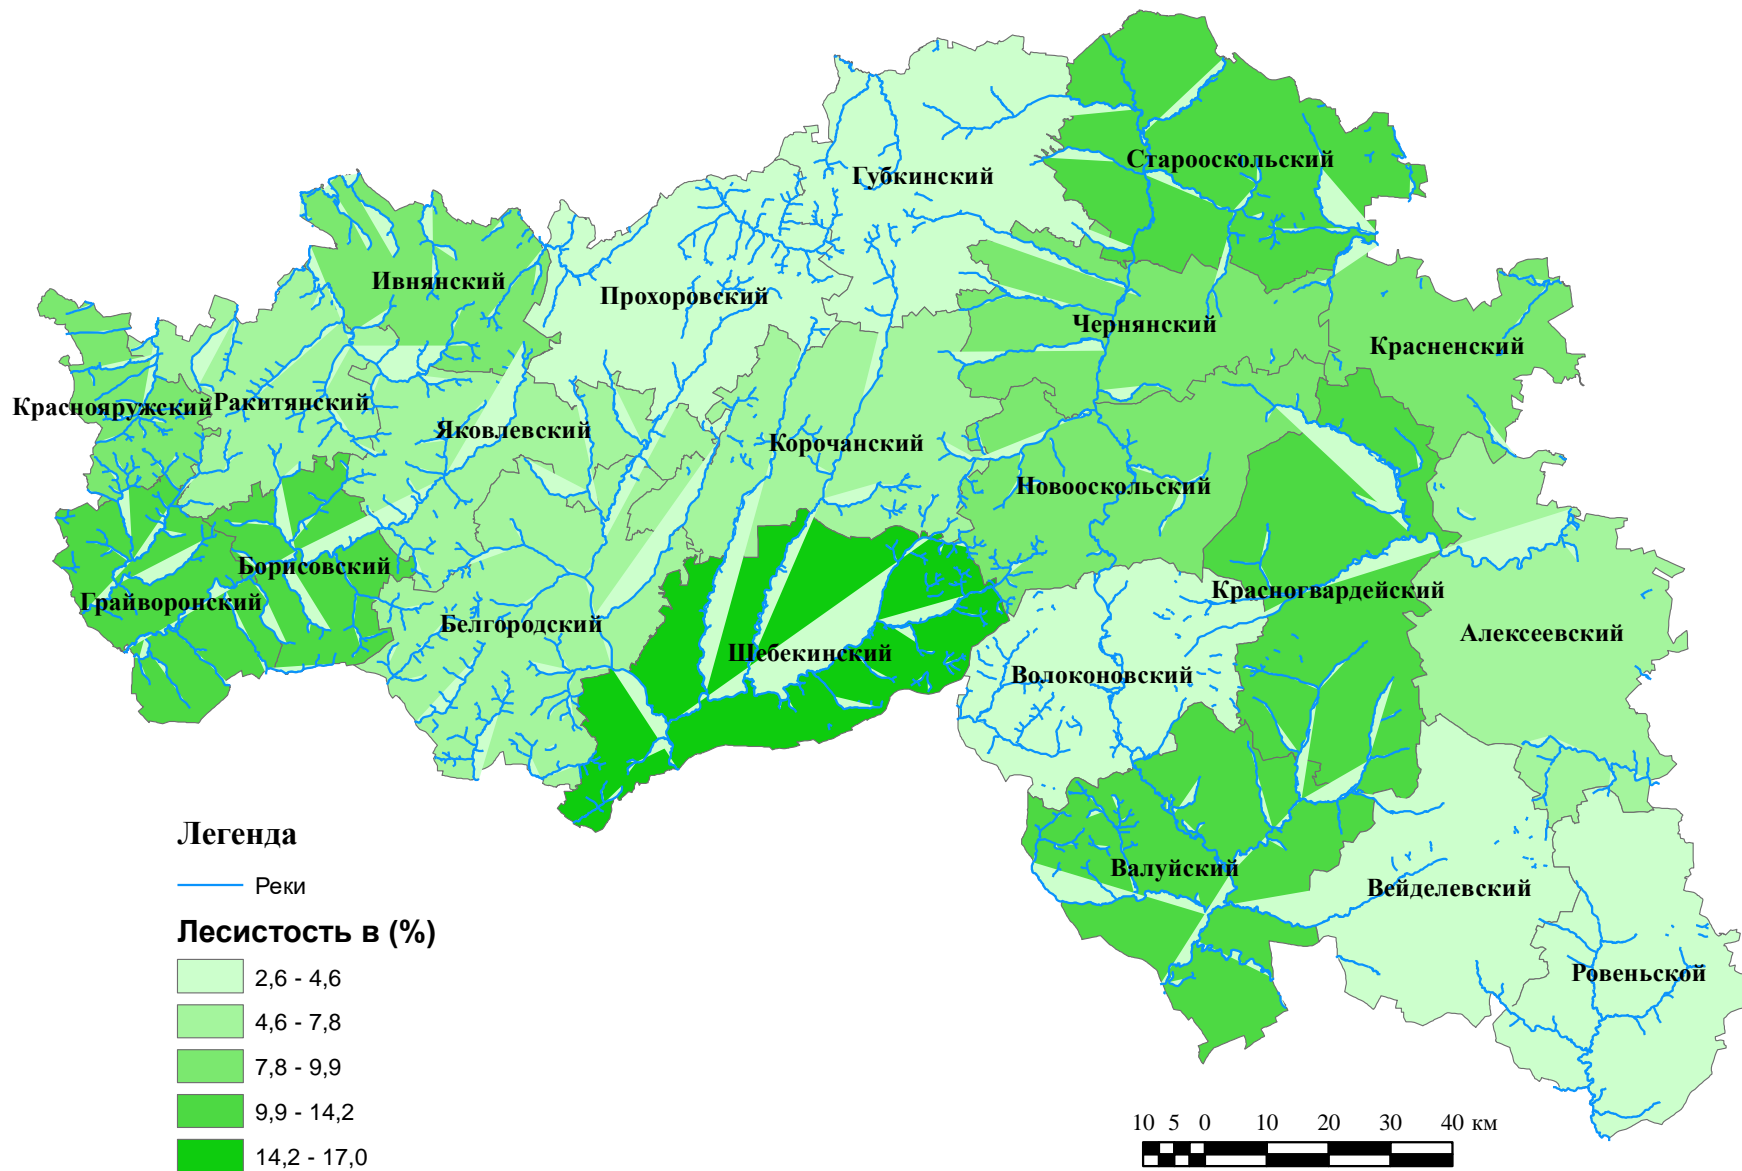 Старооскольский
Губкинский
Ивнянский
Прохоровский
Чернянский
Красненский
Краснояружский
Ракитянский
Яковлевский
Корочанский
Новооскольский
Борисовский
Грайворонский
Белгородский
Красногвардейский
Алексеевский
Шебекинский
Волоконовский
Валуйский
Вейделевский
Ровеньской
Легенда
Реки
Лесистость в (%)
2,6 - 4,6
4,6 - 7,8
7,8 - 9,9
9,9 - 14,2
14,2 - 17,0
10 5 0 10 20 30 40 км